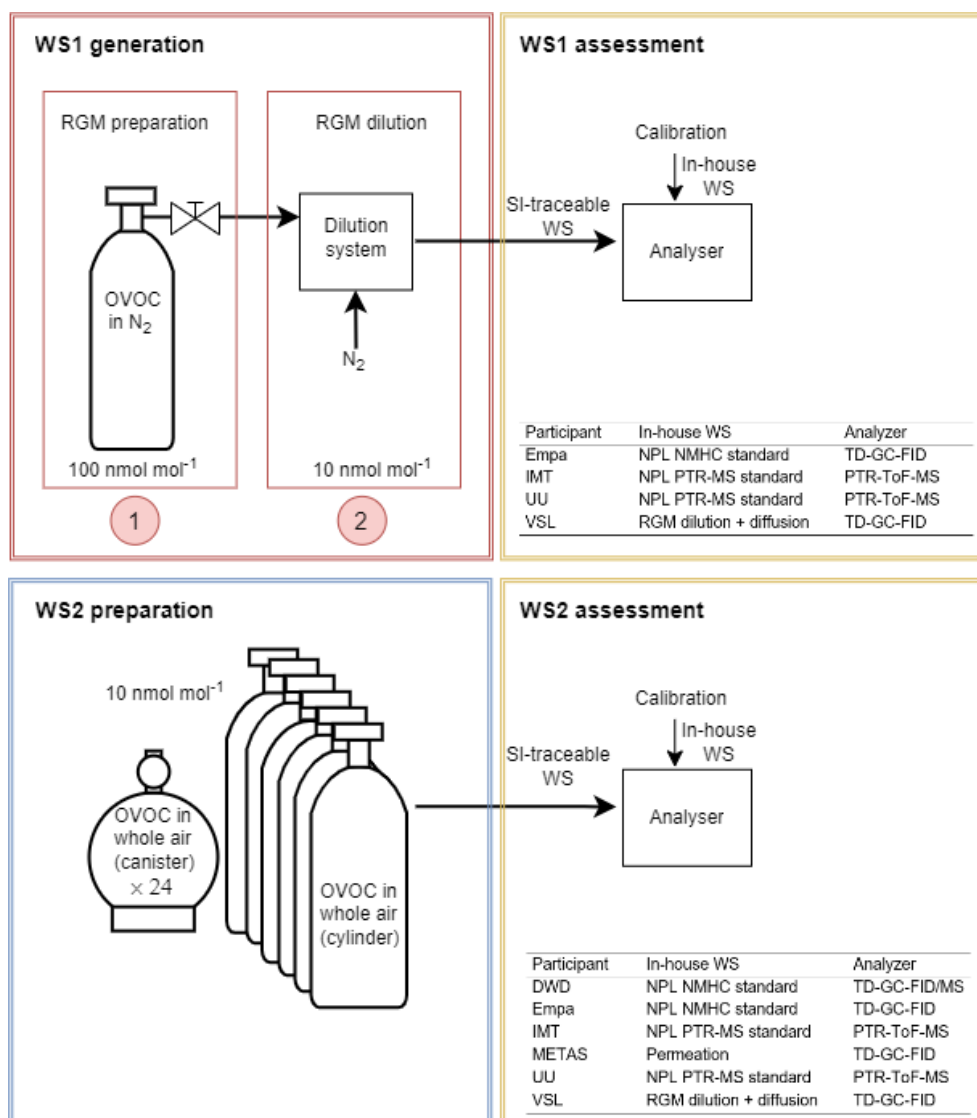 WS1 generation
RGM preparation
OVOC
in N2
100 nmol mol-1
1
RGM dilution
Dilution
system
N2
10 nmol mol-1
2
WS1 assessment
Calibration
In-house
WS
SI-traceable
WS
Analyser
Participant In-house WS Analyzer
Empa NPL NMHC standard TD-GC-FID
IMT NPL PTR-MS standard PTR-ToF-MS
UU NPL PTR-MS standard PTR-ToF-MS
VSL RGM dilution + diffusion TD-GC-FID
WS2 preparation
10 nmol mol-1
OVOC in
whole air
(canister)
× 24
OVOC in
whole air
(cylinder)
WS2 assessment
Calibration
In-house
WS
SI-traceable
WS
Analyser
Participant In-house WS Analyzer
DWD NPL NMHC standard TD-GC-FID/MS
Empa NPL NMHC standard TD-GC-FID
IMT NPL PTR-MS standard PTR-ToF-MS
METAS Permeation TD-GC-FID
UU NPL PTR-MS standard PTR-ToF-MS
VSL RGM dilution + diffusion TD-GC-FID